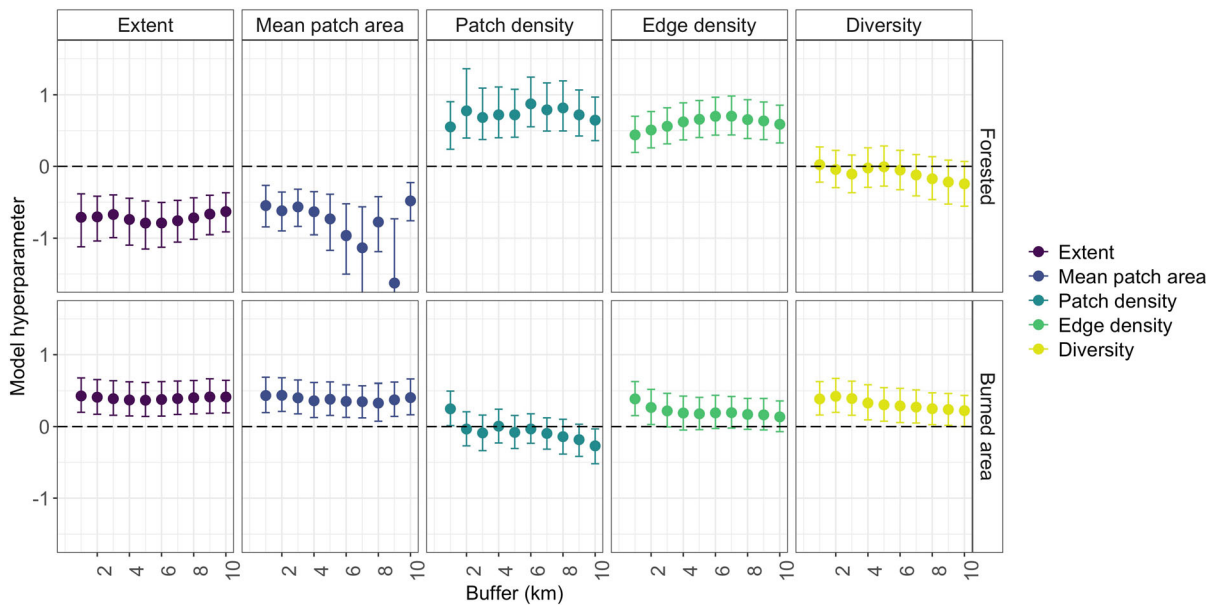 Extent Mean patch area Patch density Edge density Diversity
1
0
-1
Forested
1
0
-1
Burned area
2 4 6 8 10 2 4 6 8 10 2 4 6 8 10 2 4 6 8 10 2 4 6 8 10
Model hyperparameter
Buffer (km)
Extent
Mean patch area
Patch density
Edge density
Diversity